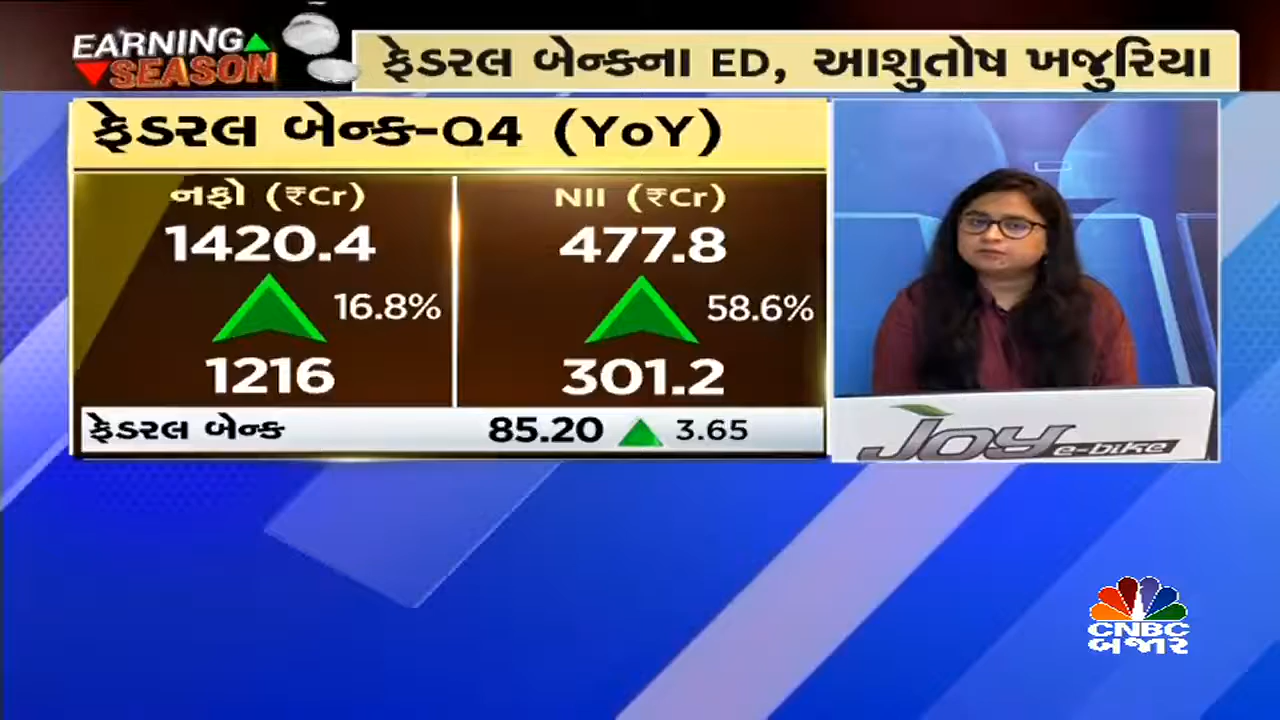 EARNING
SEASON
ફેડરલ બેન્કના ED, આશુતોષ ખજુરિયા
ફેડરલ બેન્ક-Q4 (YoY)
નફો (₹Cr)
1420.4
16.8%
1216
NII (₹Cr)
477.8
58.6%
301.2
ફેડરલ બેન્ક 85.20 3.65
Joy e-bike
CNBC
બજાર